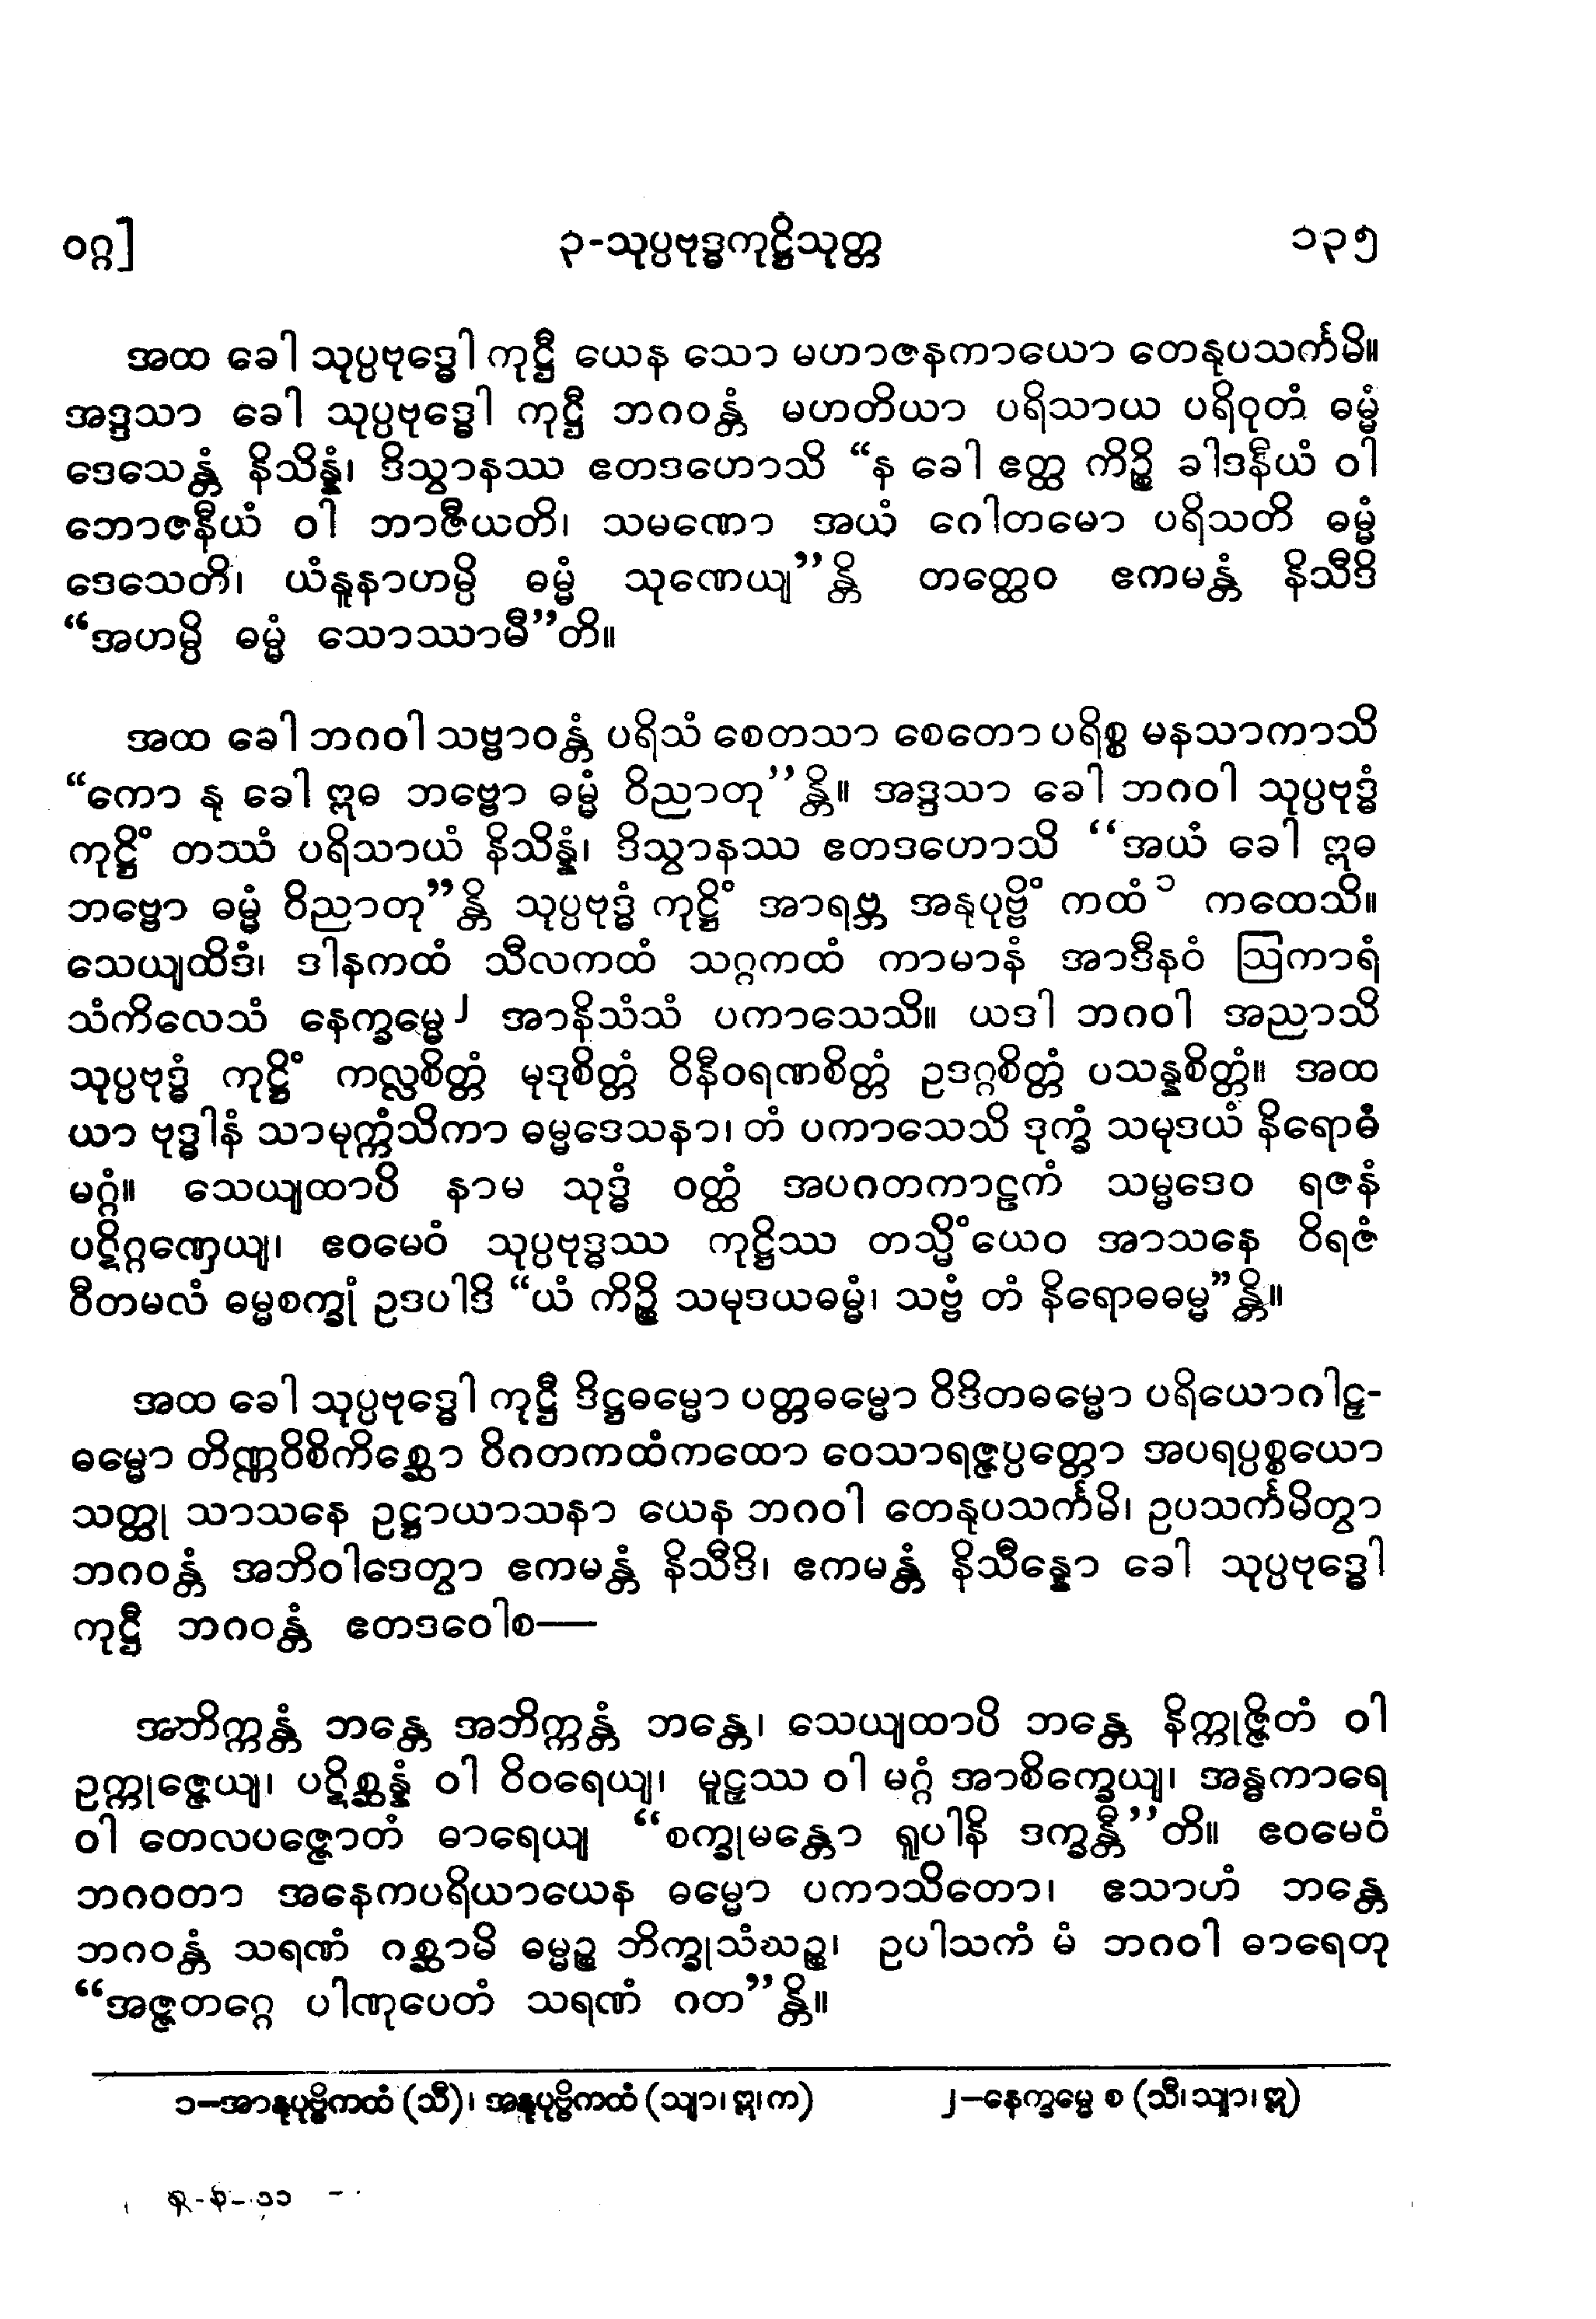 ဝဂ္ဂ] ၃-သုပ္ပဗုဒ္ဓကုဋ္ဌိသုတ္တ ၁၃၅
အထ ခေါ သုပ္ပဗုဒ္ဓေါ ကုဋ္ဌီ ယေန သော မဟာဇနကာယော တေနုပသင်္ကမိ။
အဒ္ဒသာ ခေါ သုပ္ပဗုဒ္ဓေါ ကုဋ္ဌီ ဘဂဝန္တံ မဟတိယာ ပရိသာယ ပရိဝုတံ ဓမ္မံ
ဒေသေန္တံ နိသိန္နံ၊ ဒိသွာနဿ ဧတဒဟောသိ “န ခေါ ဧတ္ထ ကိဉ္စိ ခါဒနီယံ ဝါ
ဘောဇနီယံ ဝါ ဘာဇီယတိ၊ သမဏော အယံ ဂေါတမော ပရိသတိ ဓမ္မံ
ဒေသေတိ၊ ယံနူနာဟမ္ပိ ဓမ္မံ သုဏေယျ”န္တိ တတ္ထေဝ ဧကမန္တံ နိသီဒိ
“အဟမ္ပိ ဓမ္မံ သောဿာမီ”တိ။
အထ ခေါ ဘဂဝါ သဗ္ဗာဝန္တံ ပရိသံ စေတသာ စေတော ပရိစ္စ မနသာကာသိ
“ကော နု ခေါ ဣဓ ဘဗ္ဗော ဓမ္မံ ဝိညာတု”န္တိ။ အဒ္ဒသာ ခေါ ဘဂဝါ သုပ္ပဗုဒ္ဓံ
ကုဋ္ဌိံ တဿံ ပရိသာယံ နိသိန္နံ၊ ဒိသွာနဿ ဧတဒဟောသိ “အယံ ခေါ ဣဓ
ဘဗ္ဗော ဓမ္မံ ဝိညာတု”န္တိ သုပ္ပဗုဒ္ဓံ ကုဋ္ဌိံ အာရဗ္ဘ အနုပုဗ္ဗိံ ကထံ ၁ ကထေသိ။
သေယျထိဒံ၊ ဒါနကထံ သီလကထံ သဂ္ဂကထံ ကာမာနံ အာဒီနဝံ ဩကာရံ
သံကိလေသံ နေက္ခမ္မေ ၂ အာနိသံသံ ပကာသေသိ။ ယဒါ ဘဂဝါ အညာသိ
သုပ္ပဗုဒ္ဓံ ကုဋ္ဌိံ ကလ္လစိတ္တံ မုဒုစိတ္တံ ဝိနီဝရဏစိတ္တံ ဥဒဂ္ဂစိတ္တံ ပသန္နစိတ္တံ။ အထ
ယာ ဗုဒ္ဓါနံ သာမုက္ကံသိကာ ဓမ္မဒေသနာ၊ တံ ပကာသေသိ ဒုက္ခံ သမုဒယံ နိရောဓံ
မဂ္ဂံ။ သေယျထာပိ နာမ သုဒ္ဓံ ဝတ္ထံ အပဂတကာဠကံ သမ္မဒေဝ ရဇနံ
ပဋိဂ္ဂဏှေယျ၊ ဧဝမေဝံ သုပ္ပဗုဒ္ဓဿ ကုဋ္ဌိဿ တသ္မိံယေဝ အာသနေ ဝိရဇံ
ဝီတမလံ ဓမ္မစက္ခုံ ဥဒပါဒိ “ယံ ကိဉ္စိ သမုဒယဓမ္မံ၊ သဗ္ဗံ တံ နိရောဓဓမ္မ”န္တိ။
အထ ခေါ သုပ္ပဗုဒ္ဓေါ ကုဋ္ဌီ ဒိဋ္ဌဓမ္မော ပတ္တဓမ္မော ဝိဒိတဓမ္မော ပရိယောဂါဠှ-
ဓမ္မော တိဏ္ဏဝိစိကိစ္ဆော ဝိဂတကထံကထော ဝေသာရဇ္ဇပ္ပတ္တော အပရပ္ပစ္စယော
သတ္ထု သာသနေ ဥဋ္ဌာယာသနာ ယေန ဘဂဝါ တေနုပသင်္ကမိ၊ ဥပသင်္ကမိတွာ
ဘဂဝန္တံ အဘိဝါဒေတွာ ဧကမန္တံ နိသီဒိ၊ ဧကမန္တံ နိသိန္နော ခေါ သုပ္ပဗုဒ္ဓေါ
ကုဋ္ဌီ ဘဂဝန္တံ ဧတဒဝေါစ—
အဘိက္ကန္တံ ဘန္တေ အဘိက္ကန္တံ ဘန္တေ၊ သေယျထာပိ ဘန္တေ နိက္ကုဇ္ဇိတံ ဝါ
ဥက္ကုဇ္ဇေယျ၊ ပဋိစ္ဆန္နံ ဝါ ဝိဝရေယျ၊ မူဠှဿ ဝါ မဂ္ဂံ အာစိက္ခေယျ၊ အန္ဓကာရေ
ဝါ တေလပဇ္ဇောတံ ဓာရေယျ “စက္ခုမန္တော ရူပါနိ ဒက္ခန္တီ”တိ။ ဧဝမေဝံ
ဘဂဝတာ အနေကပရိယာယေန ဓမ္မော ပကာသိတော၊ ဧသာဟံ ဘန္တေ
ဘဂဝန္တံ သရဏံ ဂစ္ဆာမိ ဓမ္မဉ္စ ဘိက္ခုသံဃဉ္စ၊ ဥပါသကံ မံ ဘဂဝါ ဓာရေတု
“အဇ္ဇတဂ္ဂေ ပါဏုပေတံ သရဏံ ဂတ”န္တိ။
၁—အာနုပုဗ္ဗိကထံ (သီ)၊ အနုပုဗ္ဗိကထံ (သျာ၊ ဣ၊ က) ၂—နေက္ခမ္မေ စ (သီ၊ သျာ၊ ဣ)